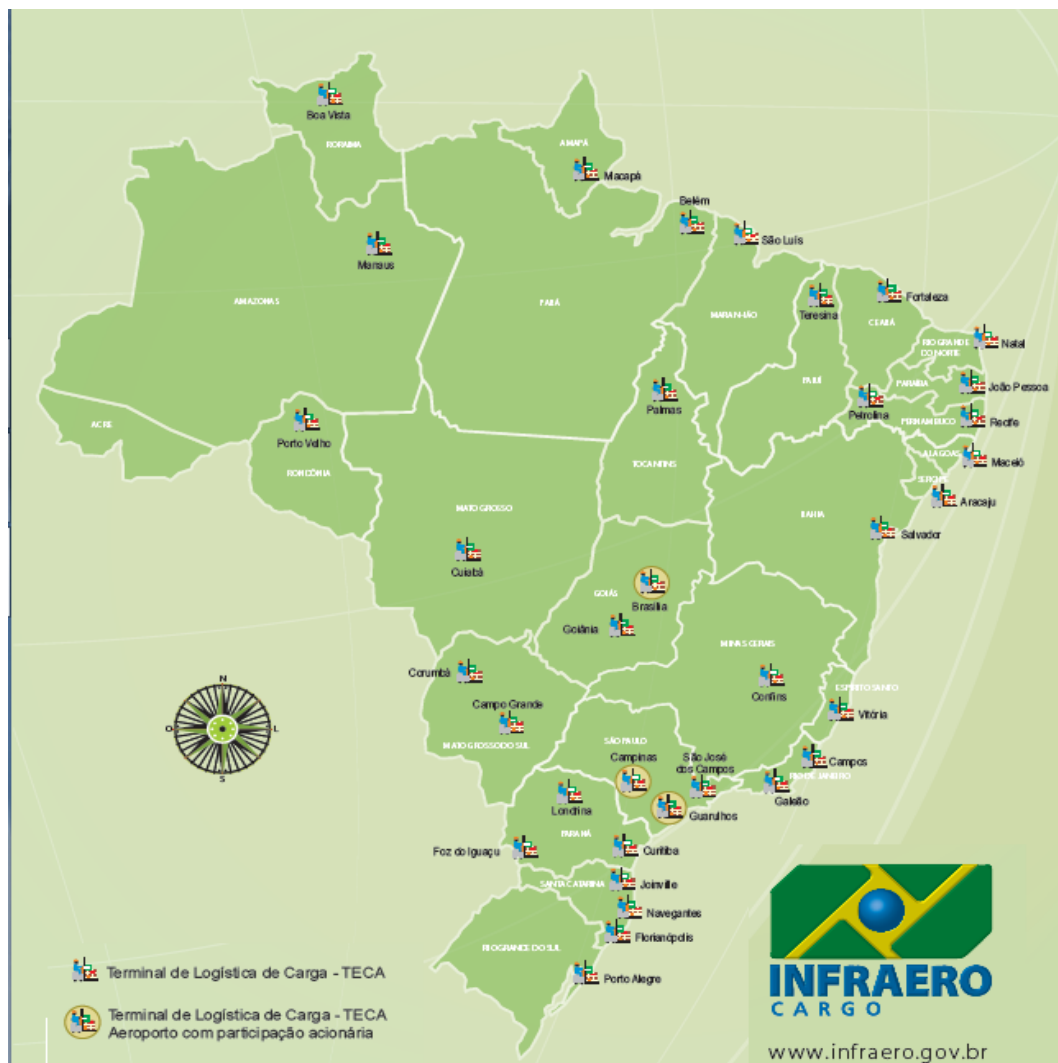 Boa Vista
RORAIMA
AMAPÁ
Macapá
Belém
São Luís
Manaus
AMAZONAS
PARÁ
MARANHÃO
Teresina
Fortaleza
CEARÁ
RIO GRANDE
DO NORTE
Natal
PIAUÍ
PARAÍBA
João Pessoa
Palmas
Petrolina
PERNAMBUCO
Recife
ACRE
Porto Velho
RONDÔNIA
ALAGOAS
Maceió
TOCANTINS
SERGIPE
Aracaju
MATO GROSSO
BAHIA
Salvador
Cuiabá
GOIÁS
Brasília
Goiânia
MINAS GERAIS
Corumbá
Confins
ESPÍRITO SANTO
Campo Grande
Vitória
MATO GROSSO DO SUL
SÃO PAULO
Campinas
São José
dos Campos
Campos
RIO DE JANEIRO
Galeão
Londrina
Guarulhos
PARANÁ
Foz do Iguaçu
Curitiba
SANTA CATARINA
Joinville
Navegantes
Florianópolis
RIO GRANDE DO SUL
Porto Alegre
N
O
L
S
Terminal de Logística de Carga - TECA
Terminal de Logística de Carga - TECA
Aeroporto com participação acionária
INFRAERO
CARGO
www.infraero.gov.br